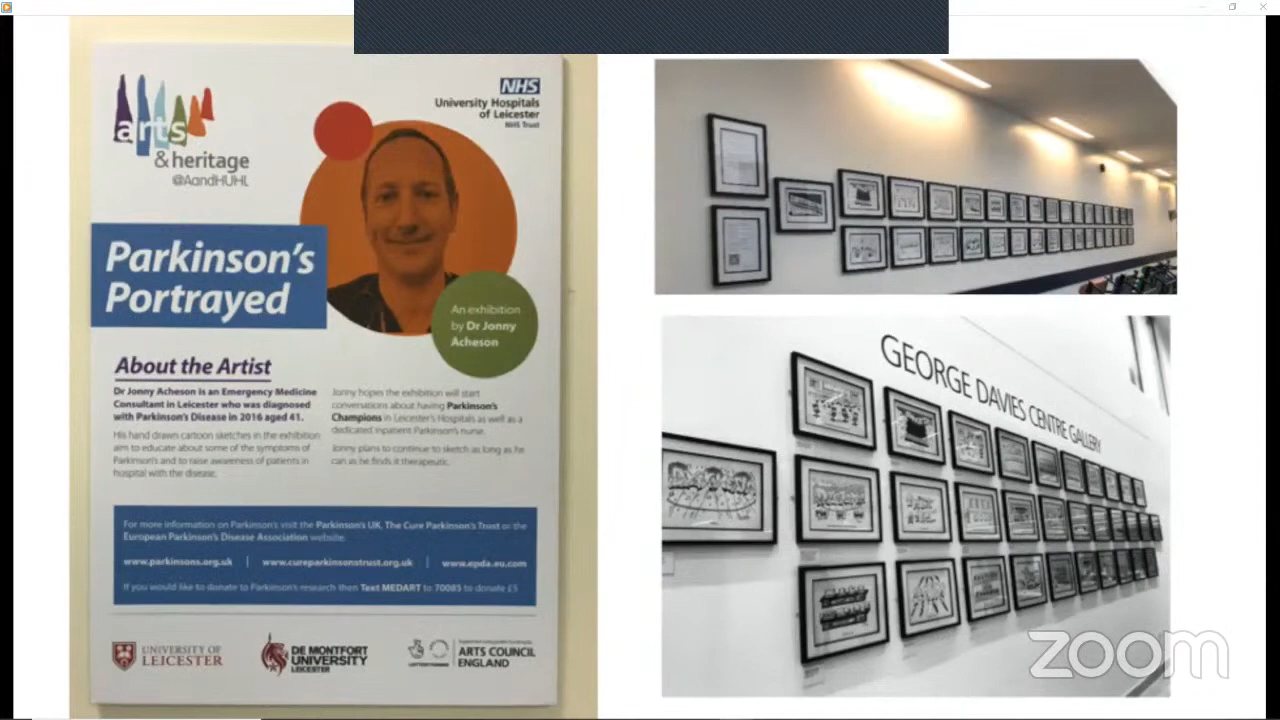 arts
& heritage
@AandHUHL
NHS
University Hospitals
of Leicester
NHS Trust
Parkinson's
Portrayed
An exhibition
by Dr Jonny
Acheson
About the Artist
Dr Jonny Acheson is an Emergency Medicine
Consultant in Leicester who was diagnosed
with Parkinson's Disease in 2016 aged 41.
His hand drawn cartoon sketches in the exhibition
aim to educate about some of the symptoms of
Parkinson's and to raise awareness of patients in
hospital with the disease.
Jonny hopes the exhibition will start
conversations about having Parkinson's
Champions in Leicester's Hospitals as well as a
dedicated inpatient Parkinson's nurse.
Jonny plans to continue to sketch as long as he
can as he finds it therapeutic.
For more information on Parkinson's visit the Parkinson's UK, The Cure Parkinson's Trust or the
European Parkinson's Disease Association website.
www.parkinsons.org.uk | www.cureparkinsonstrust.org.uk | www.epda.eu.com
If you would like to donate to Parkinson's research then Text MEDART to 70085 to donate £5
UNIVERSITY OF
LEICESTER
DE MONTFORT
UNIVERSITY
LEICESTER
ARTS COUNCIL
ENGLAND
GEORGE DAVIES CENTRE GALLERY
zoom